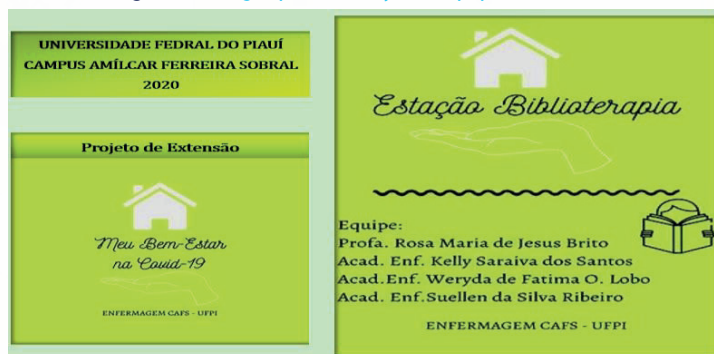 UNIVERSIDADE FEDRAL DO PIAUÍ
CAMPUS AMÍLCAR FERREIRA SOBRAL
2020
Projeto de Extensão
Meu Bem-Estar
na Covid-19
ENFERMAGEM CAFS - UFPI
Estação Biblioterapia
Equipe:
Profa. Rosa Maria de Jesus Brito
Acad. Enf. Kelly Saraiva dos Santos
Acad.Enf. Weryda de Fatima O. Lobo
Acad. Enf.Suellen da Silva Ribeiro
ENFERMAGEM CAFS - UFPI